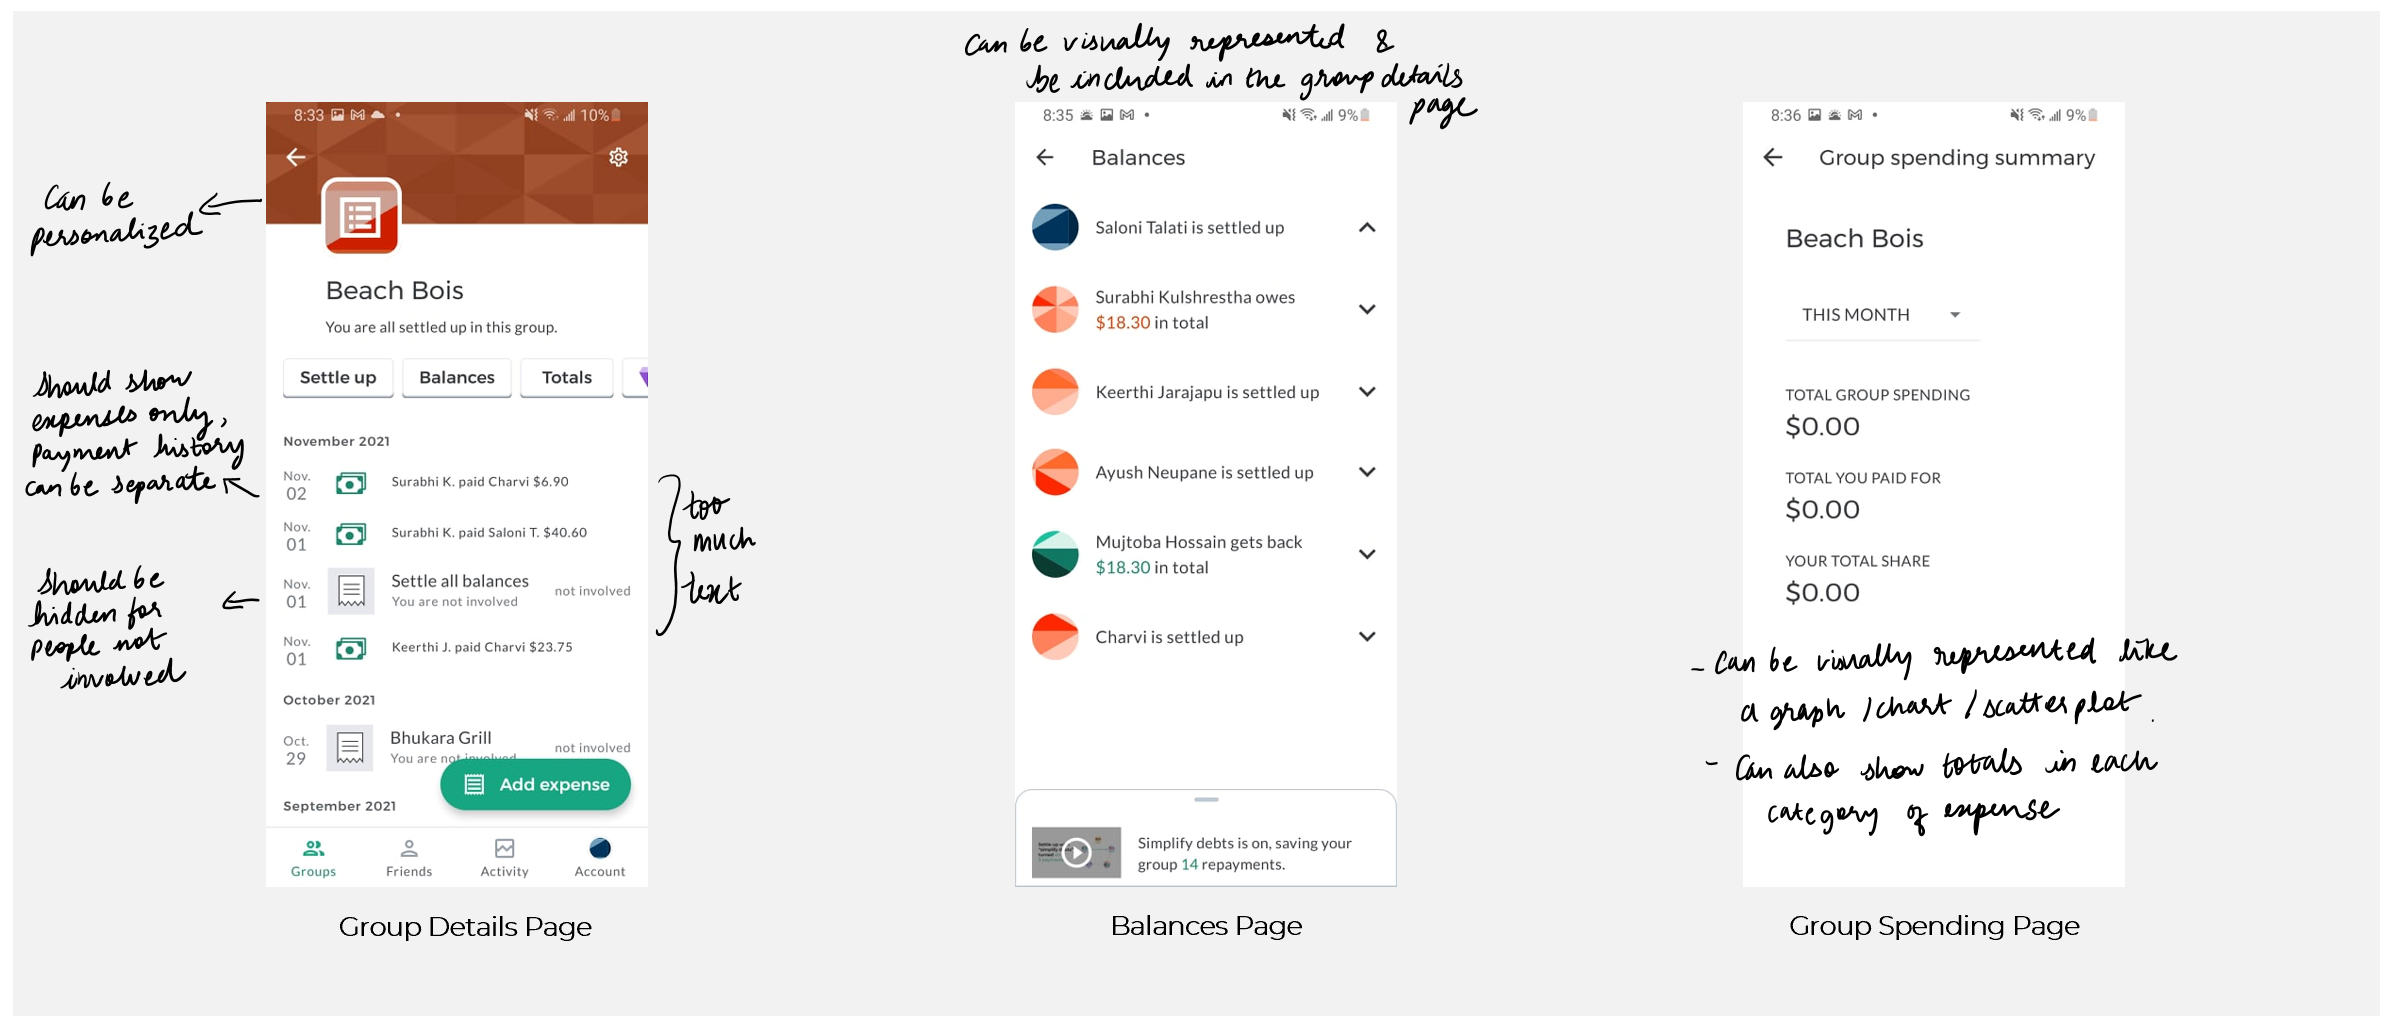 Can be visually represented &
be included in the group details
page
8:33
10%
Can be
personalized
Beach Bois
You are all settled up in this group.
Settle up
Balances
Totals
Should show
expenses only,
Payment history
can be separate
November 2021
Nov.
02
Surabhi K. paid Charvi $6.90
Nov.
01
Surabhi K. paid Saloni T. $40.60
Nov.
01
Settle all balances
You are not involved
not involved
Nov.
01
Keerthi J. paid Charvi $23.75
too
much
text
Should be
hidden for
people not
involved
October 2021
Oct.
29
Bhukara Grill
You are not involved
not involved
Add expense
September 2021
Groups
Friends
Activity
Account
Group Details Page
8:35
9%
Balances
Saloni Talati is settled up
Surabhi Kulshrestha owes
$18.30 in total
Keerthi Jarajapu is settled up
Ayush Neupane is settled up
Mujtoba Hossain gets back
$18.30 in total
Charvi is settled up
Simplify debts is on, saving your
group 14 repayments.
Balances Page
8:36
9%
Group spending summary
Beach Bois
THIS MONTH
TOTAL GROUP SPENDING
$0.00
TOTAL YOU PAID FOR
$0.00
YOUR TOTAL SHARE
$0.00
- Can be visually represented like
a graph / chart / scatter plot.
- Can also show totals in each
category of expense
Group Spending Page